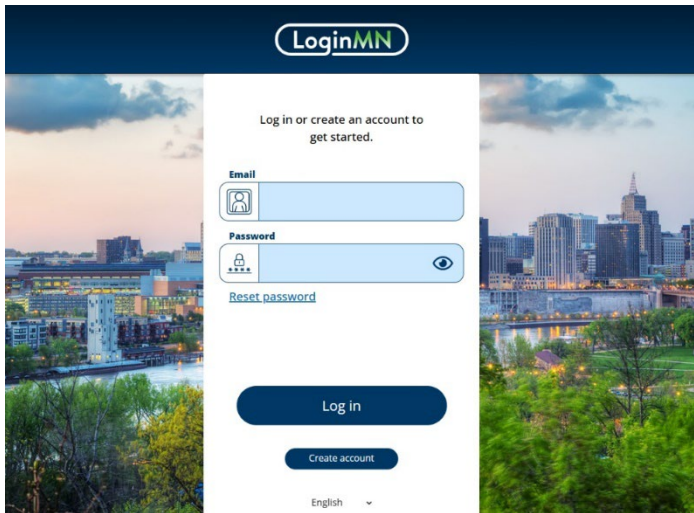 LoginMN
Log in or create an account to
get started.
Email
Password
Reset password
Log in
Create account
English